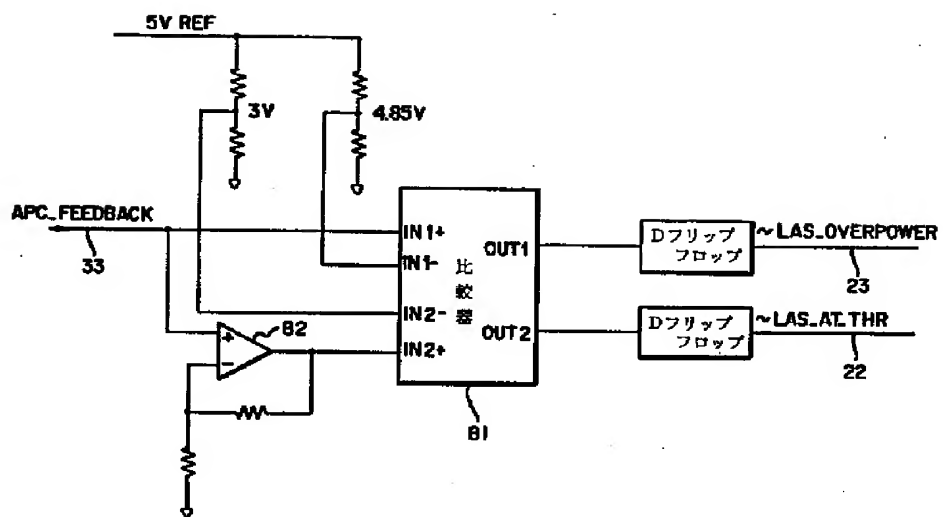 5V REF
3V
4.85V
APC_FEEDBACK
33
IN1+
IN1-
IN2-
IN2+
OUT1
OUT2
比較器
81
82
Dフリップ
フロップ
~LAS_OVERPOWER
23
Dフリップ
フロップ
~LAS_AT_THR
22